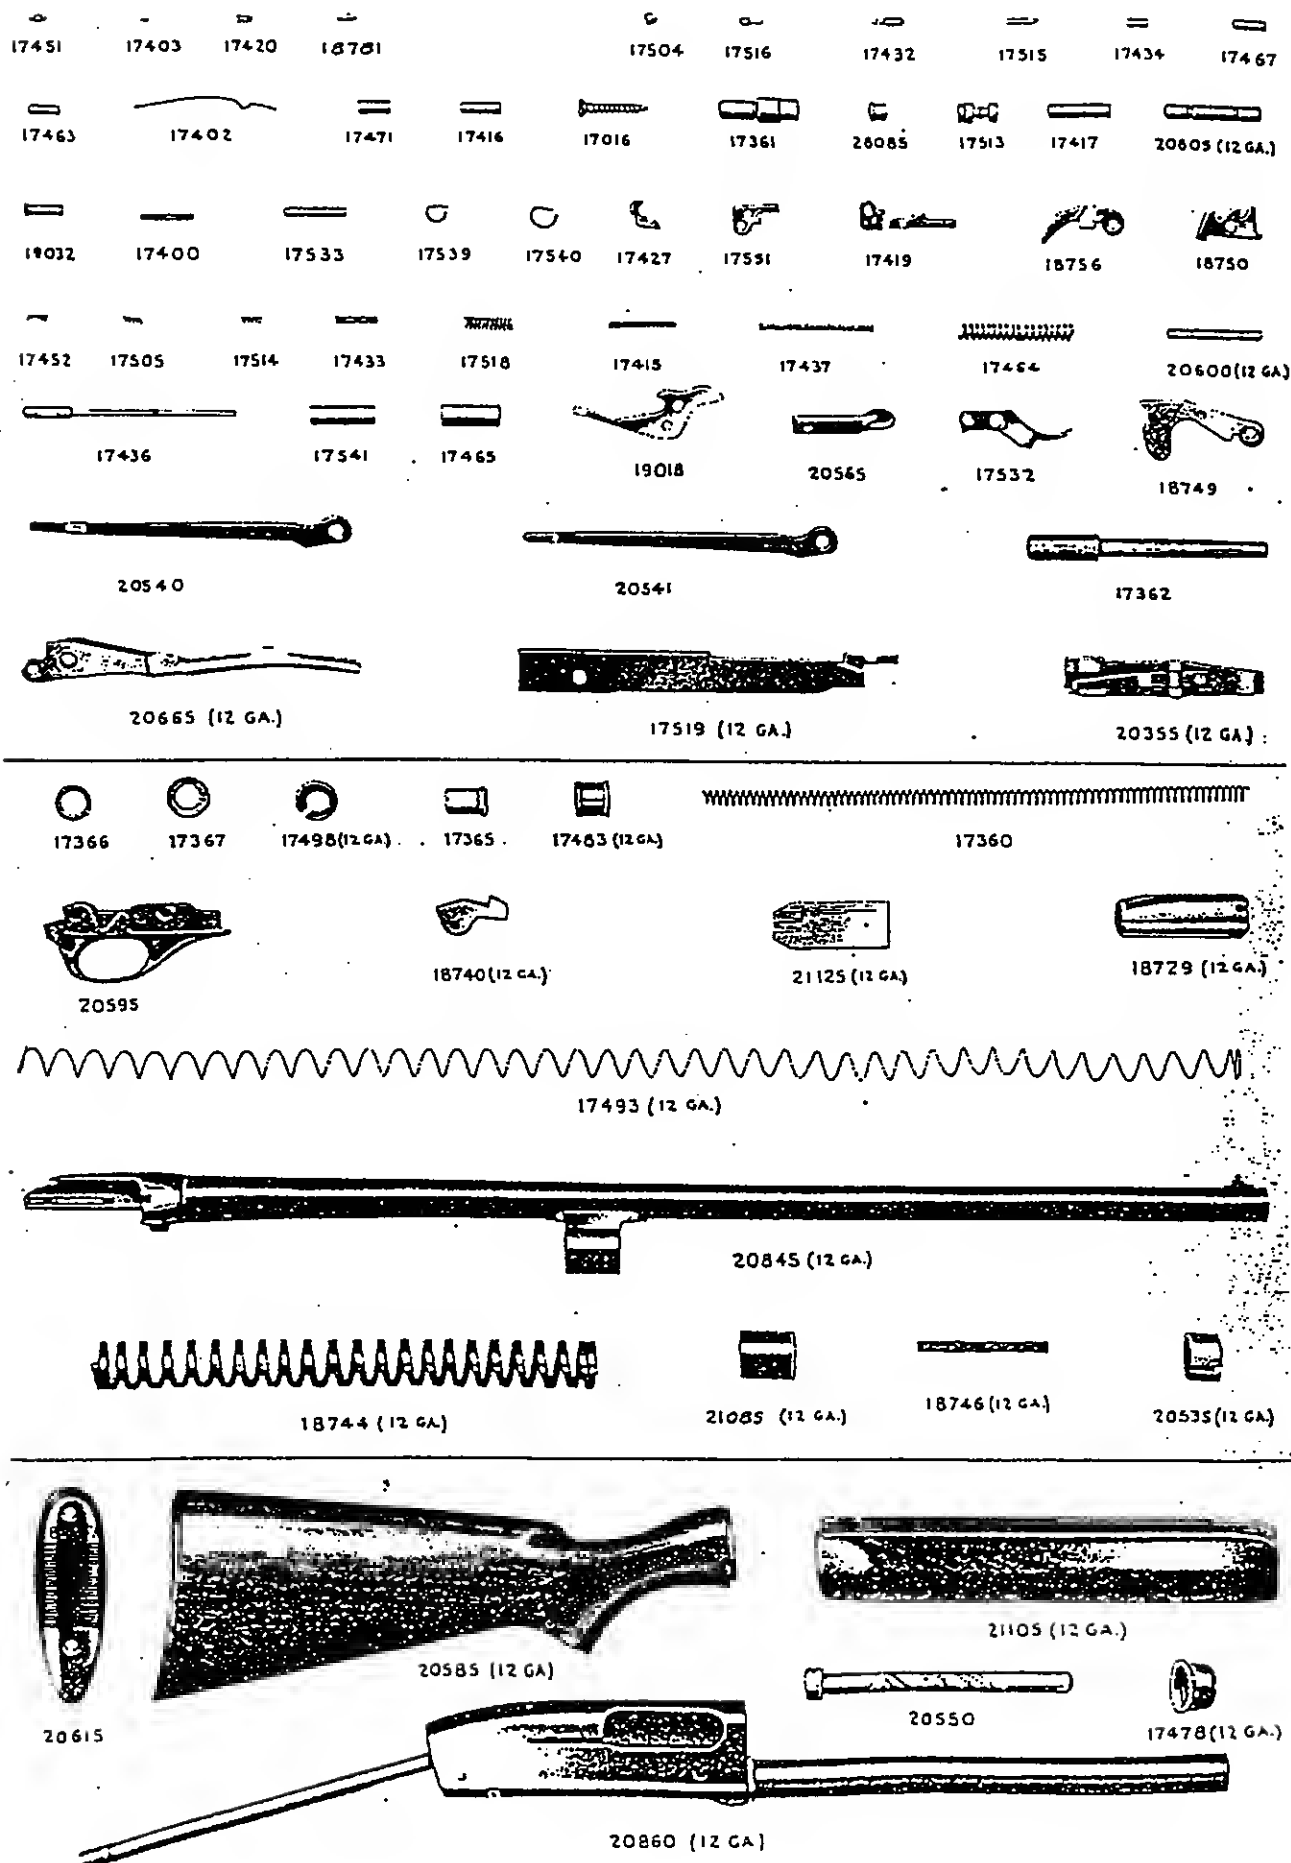 17451 17403 17420 18781 17504 17516 17432 17515 17434 17467
17463 17402 17471 17416 17016 17361 28085 17513 17417 20805 (12 GA.)
19032 17400 17533 17539 17540 17427 17551 17419 18756 18750
17452 17505 17514 17433 17518 17415 17437 17464 20600 (12 GA)
17436 17541 17465 19018 20565 17532 18749
20540 20541 17362
20665 (12 GA.) 17519 (12 GA.) 20355 (12 GA.)
17366 17367 17498 (12 GA) 17365 17483 (12 GA.) 17360
20595 18740 (12 GA.) 21125 (12 GA.) 18729 (12 GA.)
17493 (12 GA.)
20845 (12 GA.)
18744 (12 GA.) 21085 (12 GA.) 18746 (12 GA.) 20535 (12 GA)
20615 20585 (12 GA) 21105 (12 GA.)
20550 17478 (12 GA.)
20860 (12 GA)